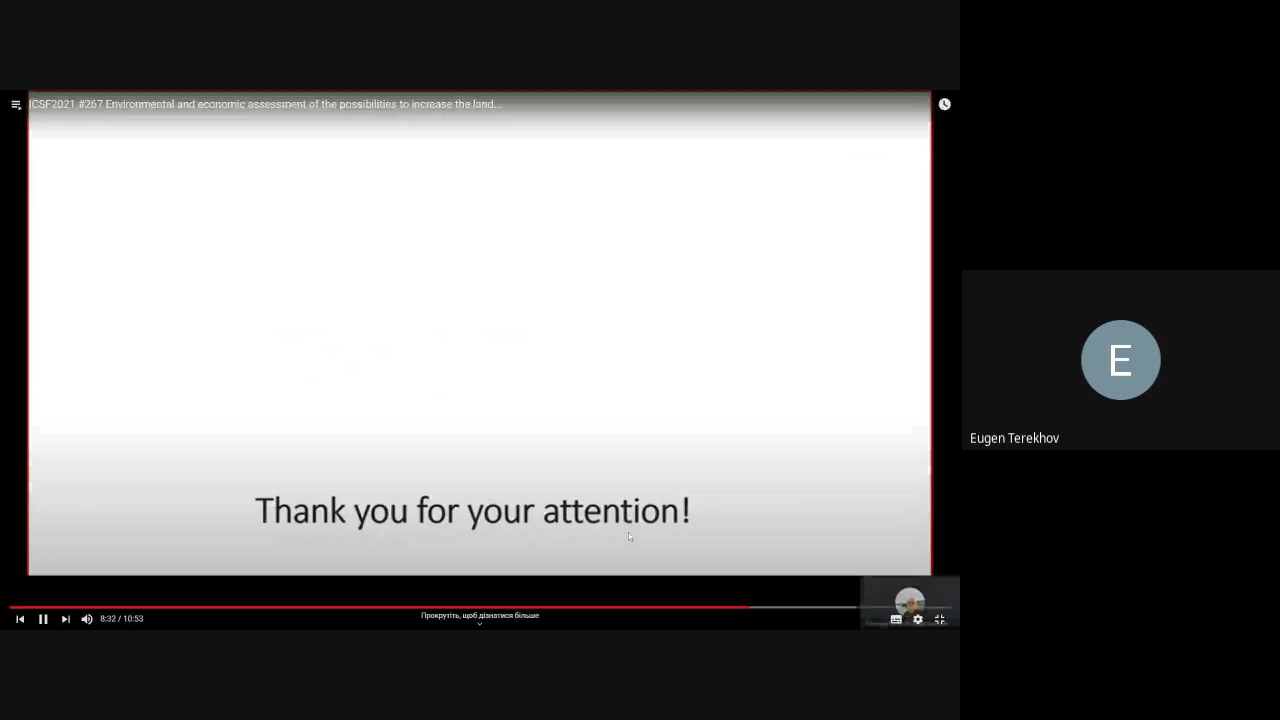 ICSF2021 #267 Environmental and economic assessment of the possibilities to increase the land...
Thank you for your attention!
E
Eugen Terekhov
Прокрутіть, щоб дізнатися більше
8:32 / 10:53